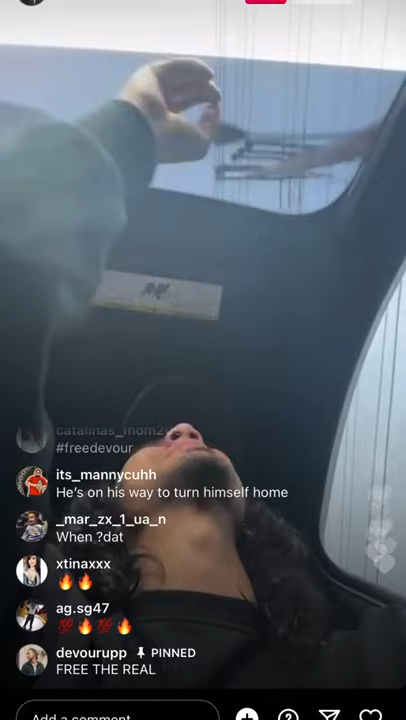 catalinas_mom2
#freedevour
its_mannycuhh
He's on his way to turn himself home
_mar_zx_1_ua_n
When ?dat
xtinaxxx
🔥🔥
ag.sg47
💯🔥💯🔥
devourupp PINNED
FREE THE REAL
Add a comment